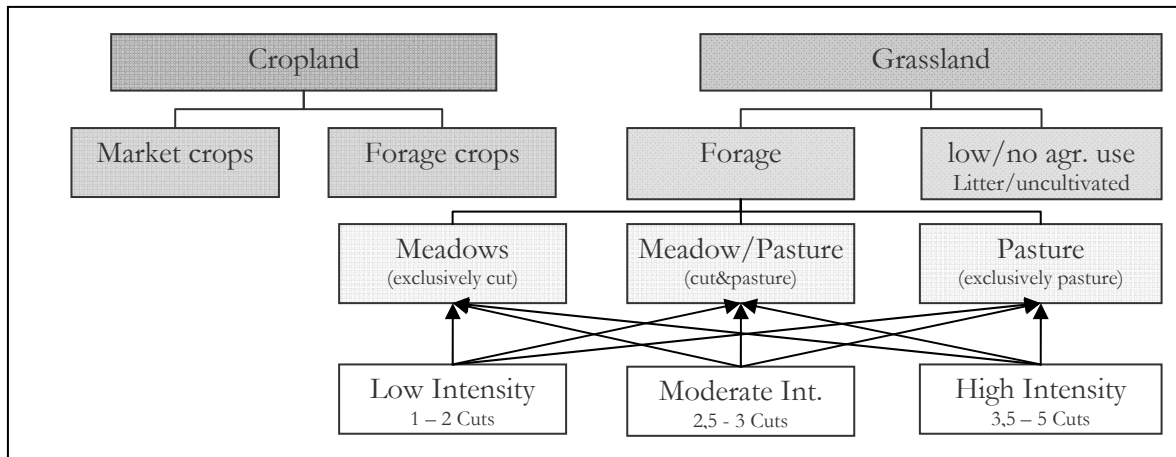 Cropland
Grassland
Market crops
Forage crops
Forage
low/no agr. use
Litter/uncultivated
Meadows
(exclusively cut)
Meadow/Pasture
(cut&pasture)
Pasture
(exclusively pasture)
Low Intensity
1 – 2 Cuts
Moderate Int.
2,5 - 3 Cuts
High Intensity
3,5 – 5 Cuts